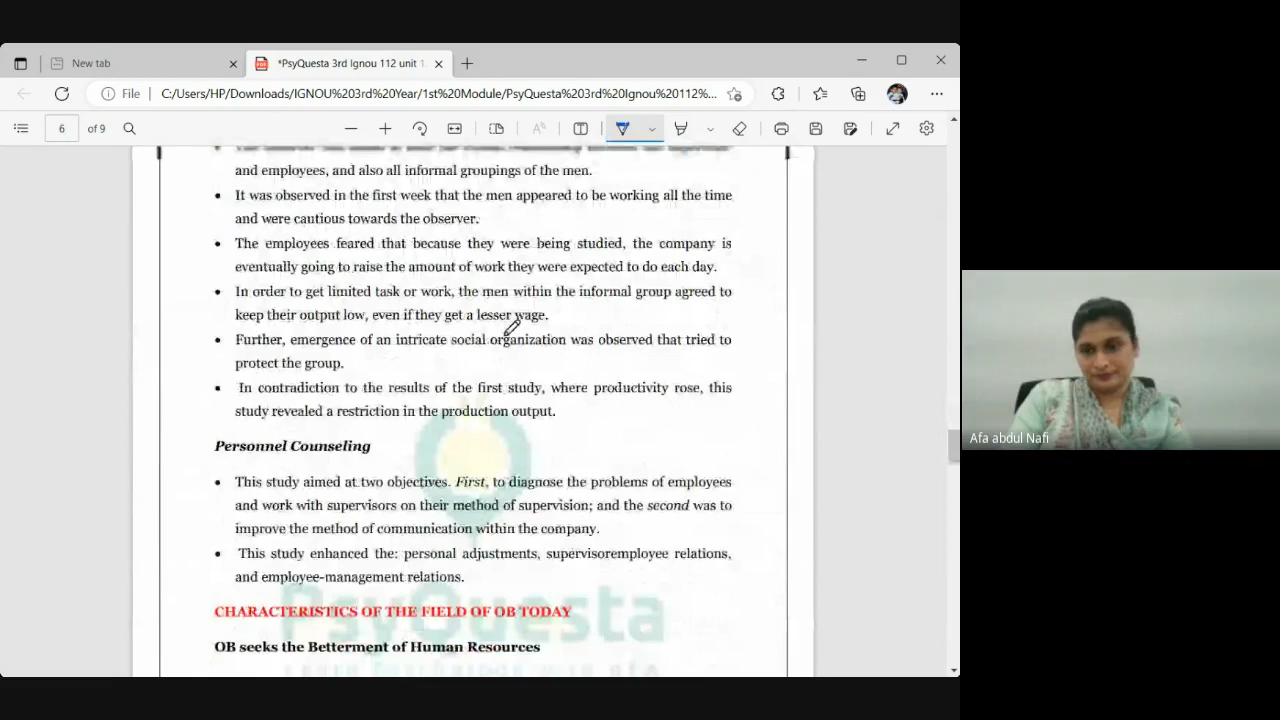 New tab
*PsyQuesta 3rd Ignou 112 unit 1.
File
C:/Users/HP/Downloads/IGNOU%203rd%20Year/1st%20Module/PsyQuesta%203rd%20Ignou%20112%...
6 of 9
and employees, and also all informal groupings of the men.
• It was observed in the first week that the men appeared to be working all the time
and were cautious towards the observer.
• The employees feared that because they were being studied, the company is
eventually going to raise the amount of work they were expected to do each day.
• In order to get limited task or work, the men within the informal group agreed to
keep their output low, even if they get a lesser wage.
• Further, emergence of an intricate social organization was observed that tried to
protect the group.
• In contradiction to the results of the first study, where productivity rose, this
study revealed a restriction in the production output.
Personnel Counseling
• This study aimed at two objectives. First, to diagnose the problems of employees
and work with supervisors on their method of supervision; and the second was to
improve the method of communication within the company.
• This study enhanced the: personal adjustments, supervisoremployee relations,
and employee-management relations.
CHARACTERISTICS OF THE FIELD OF OB TODAY
PsyQuesta
OB seeks the Betterment of Human Resources
Afa abdul Nafi